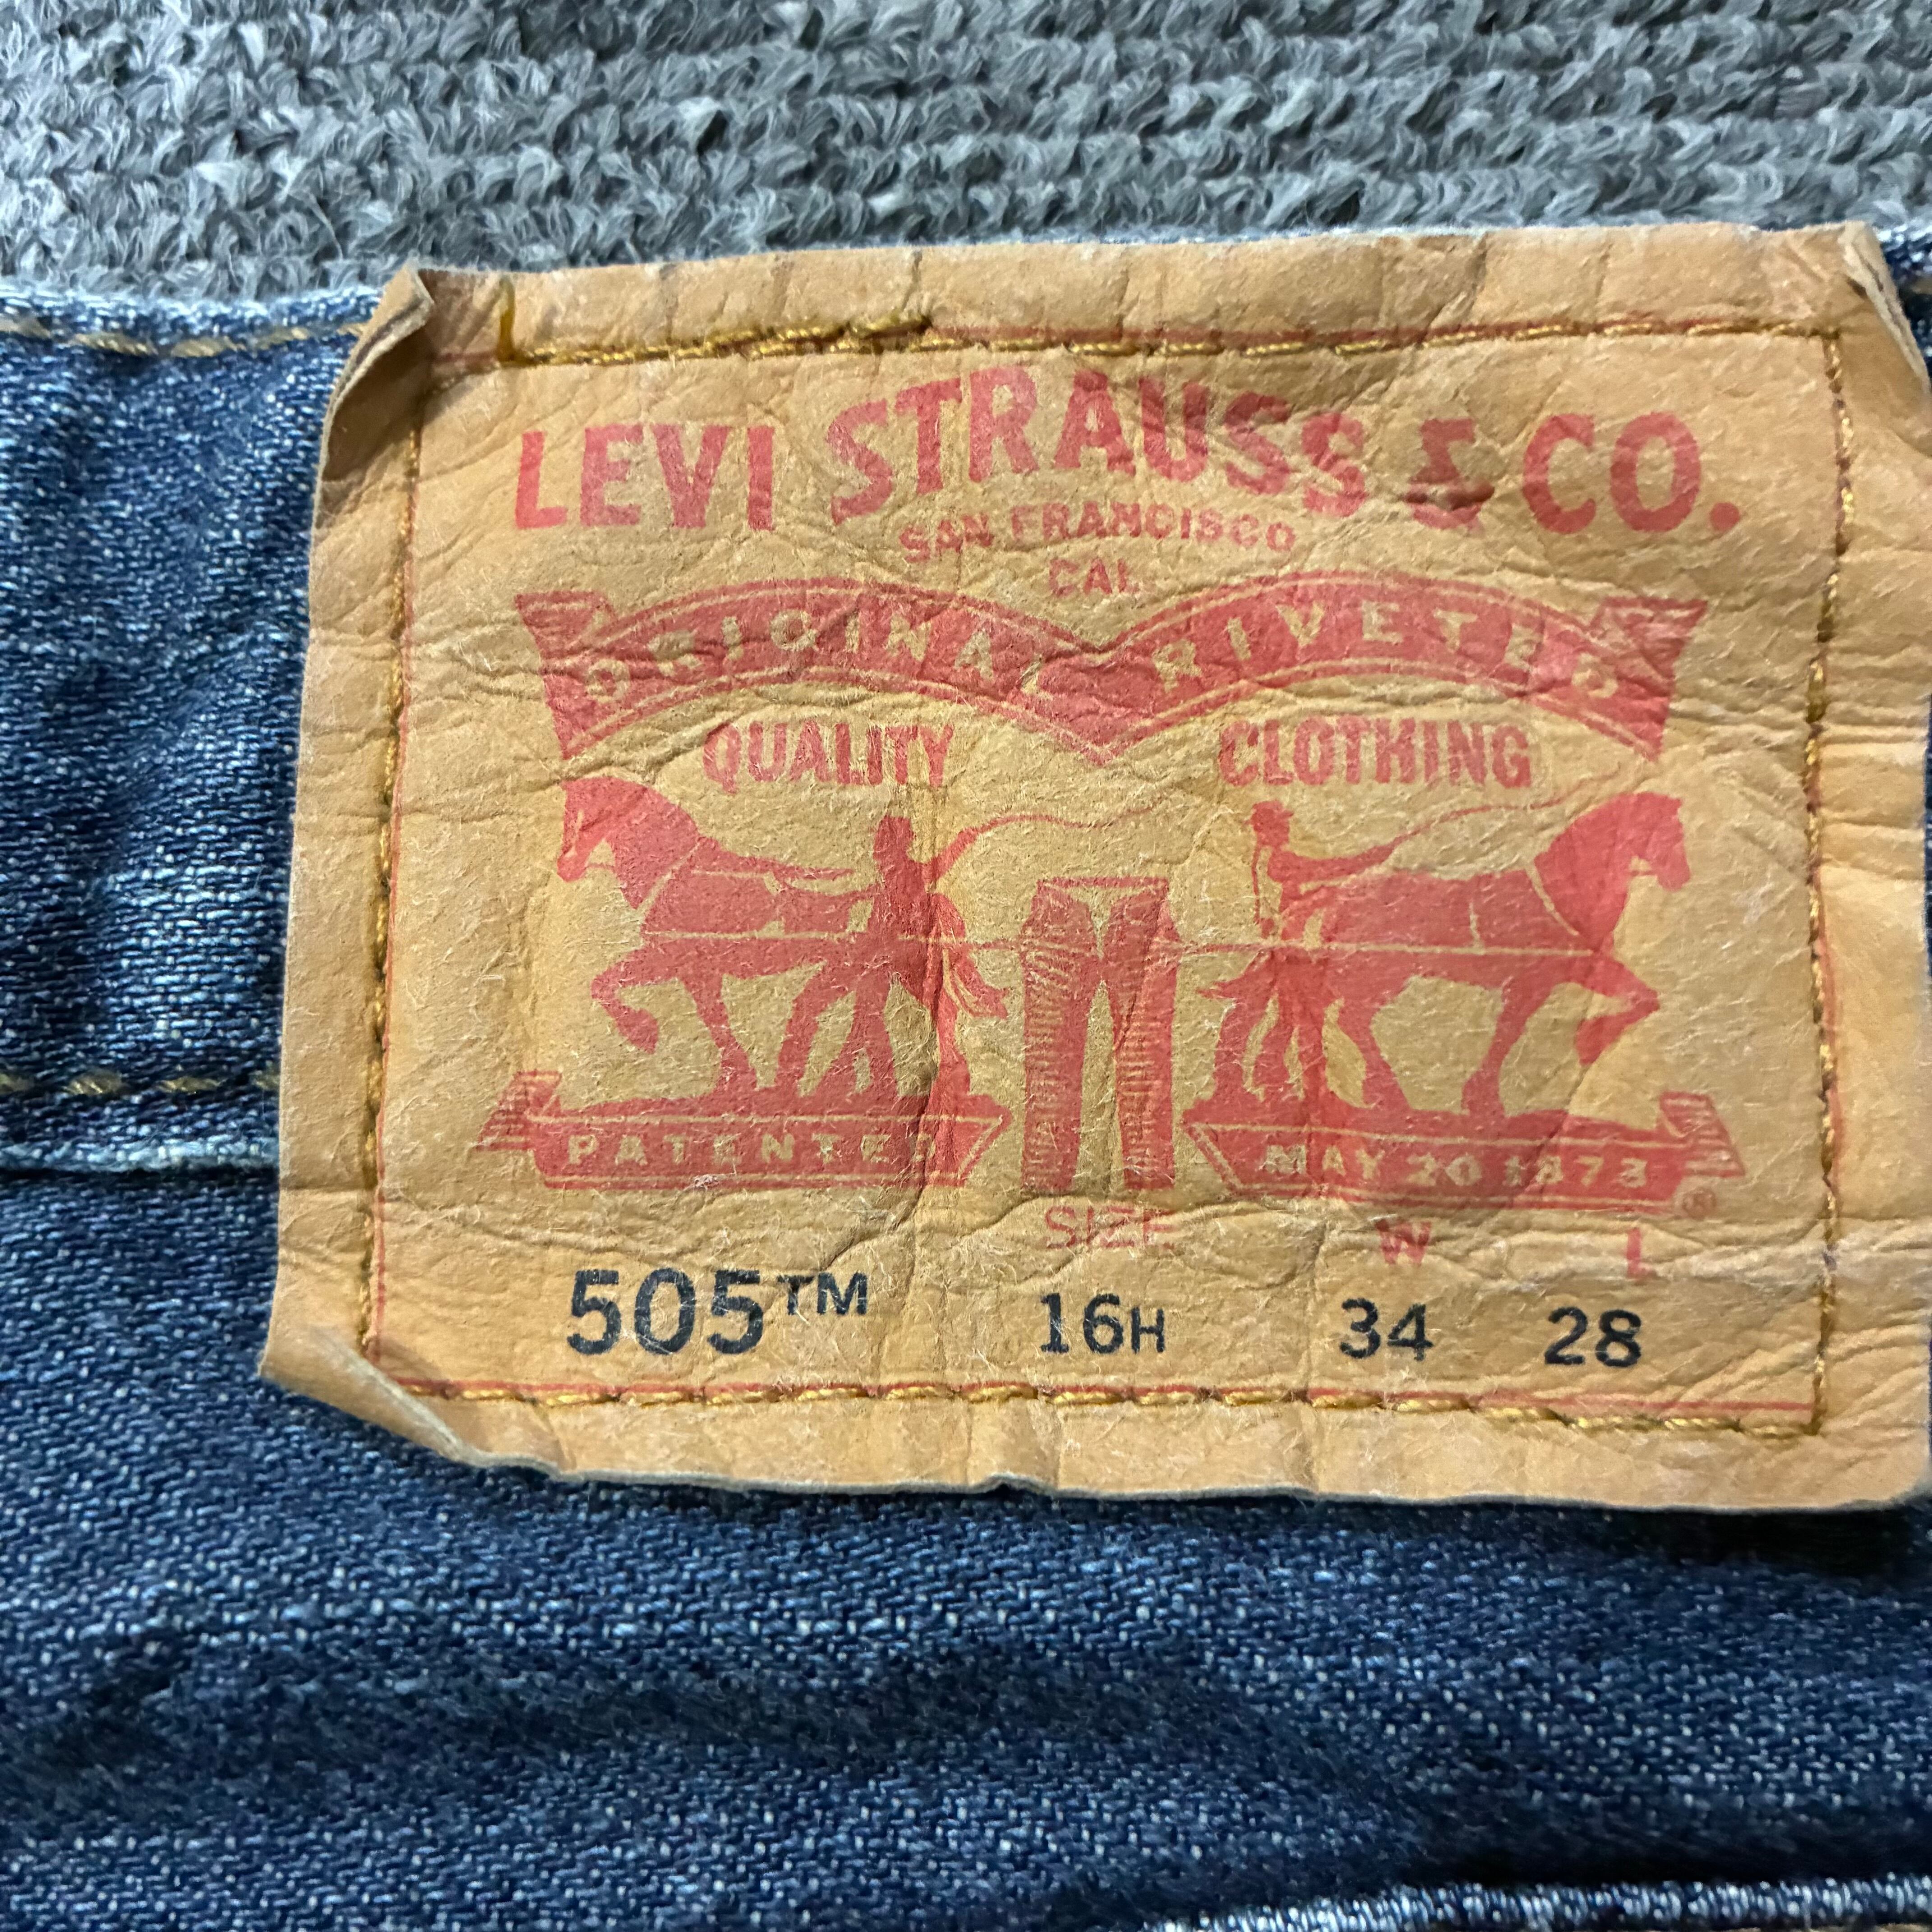 LEVI STRAUSS & CO.
SAN FRANCISCO
CAL.
ORIGINAL RIVETED
QUALITY CLOTHING
PATENTED MAY 20 1873
®
SIZE W L
505™ 16H 34 28